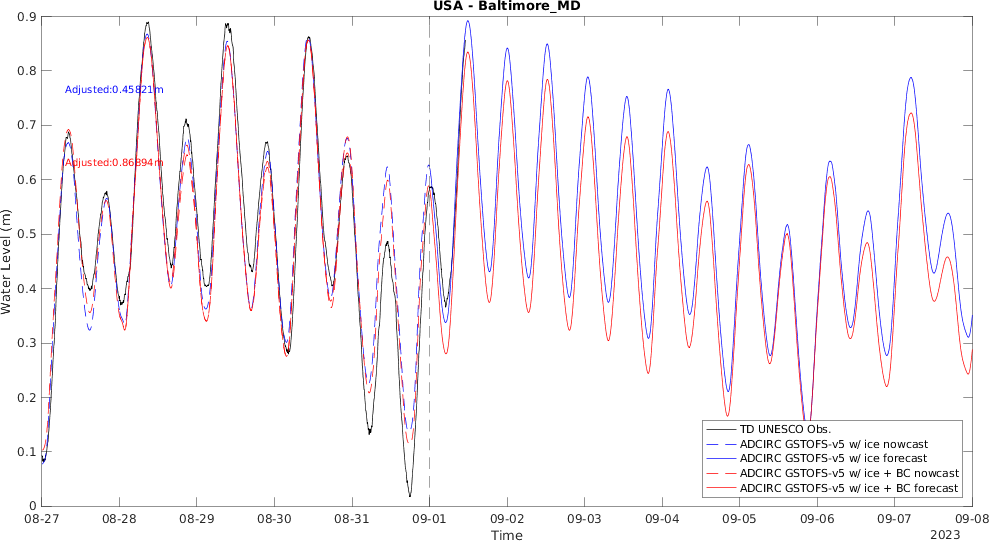 USA - Baltimore_MD
0.9
0.8
0.7
0.6
0.5
0.4
0.3
0.2
0.1
0
Water Level (m)
Adjusted:0.45821m
Adjusted:0.86894m
TD UNESCO Obs.
ADCIRC GSTOFS-v5 w/ ice nowcast
ADCIRC GSTOFS-v5 w/ ice forecast
ADCIRC GSTOFS-v5 w/ ice + BC nowcast
ADCIRC GSTOFS-v5 w/ ice + BC forecast
08-27 08-28 08-29 08-30 08-31 09-01 09-02 09-03 09-04 09-05 09-06 09-07 09-08
Time
2023